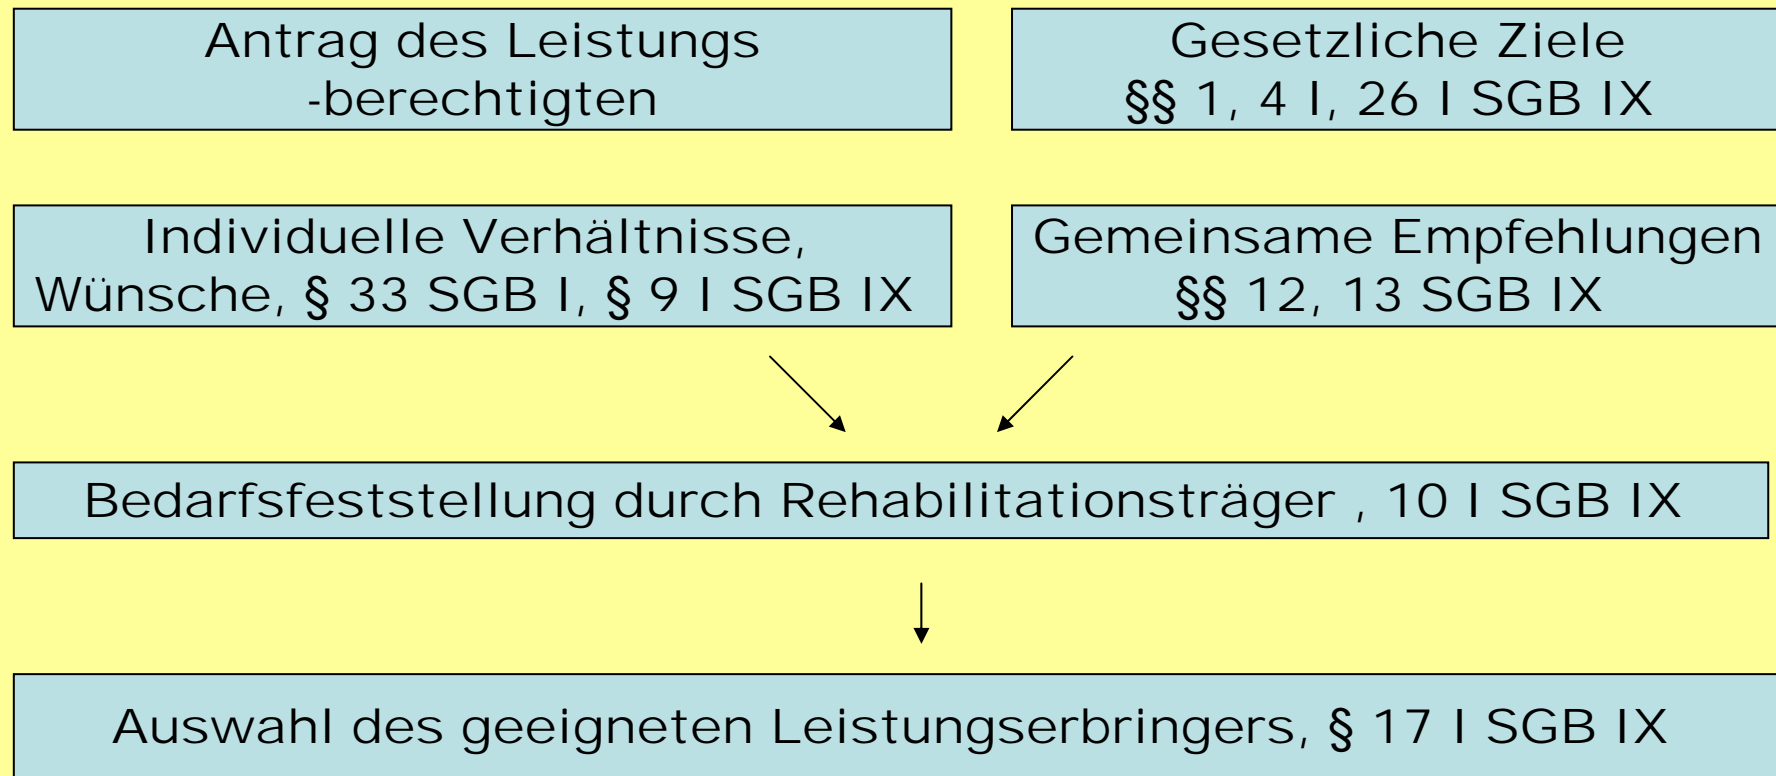 Antrag des Leistungs
-berechtigten
Gesetzliche Ziele
§§ 1, 4 I, 26 I SGB IX
Individuelle Verhältnisse,
Wünsche, § 33 SGB I, § 9 I SGB IX
Gemeinsame Empfehlungen
§§ 12, 13 SGB IX
Bedarfsfeststellung durch Rehabilitationsträger , 10 I SGB IX
Auswahl des geeigneten Leistungserbringers, § 17 I SGB IX